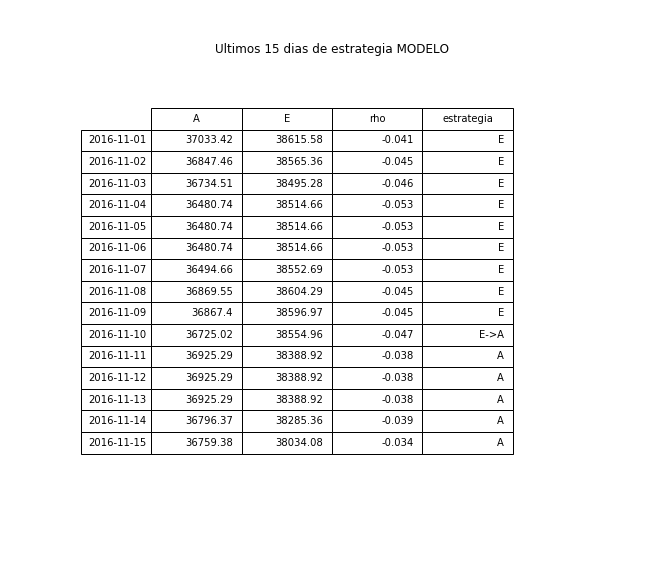 Ultimos 15 dias de estrategia MODELO
A E rho estrategia
2016-11-01 37033.42 38615.58 -0.041 E
2016-11-02 36847.46 38565.36 -0.045 E
2016-11-03 36734.51 38495.28 -0.046 E
2016-11-04 36480.74 38514.66 -0.053 E
2016-11-05 36480.74 38514.66 -0.053 E
2016-11-06 36480.74 38514.66 -0.053 E
2016-11-07 36494.66 38552.69 -0.053 E
2016-11-08 36869.55 38604.29 -0.045 E
2016-11-09 36867.4 38596.97 -0.045 E
2016-11-10 36725.02 38554.96 -0.047 E->A
2016-11-11 36925.29 38388.92 -0.038 A
2016-11-12 36925.29 38388.92 -0.038 A
2016-11-13 36925.29 38388.92 -0.038 A
2016-11-14 36796.37 38285.36 -0.039 A
2016-11-15 36759.38 38034.08 -0.034 A